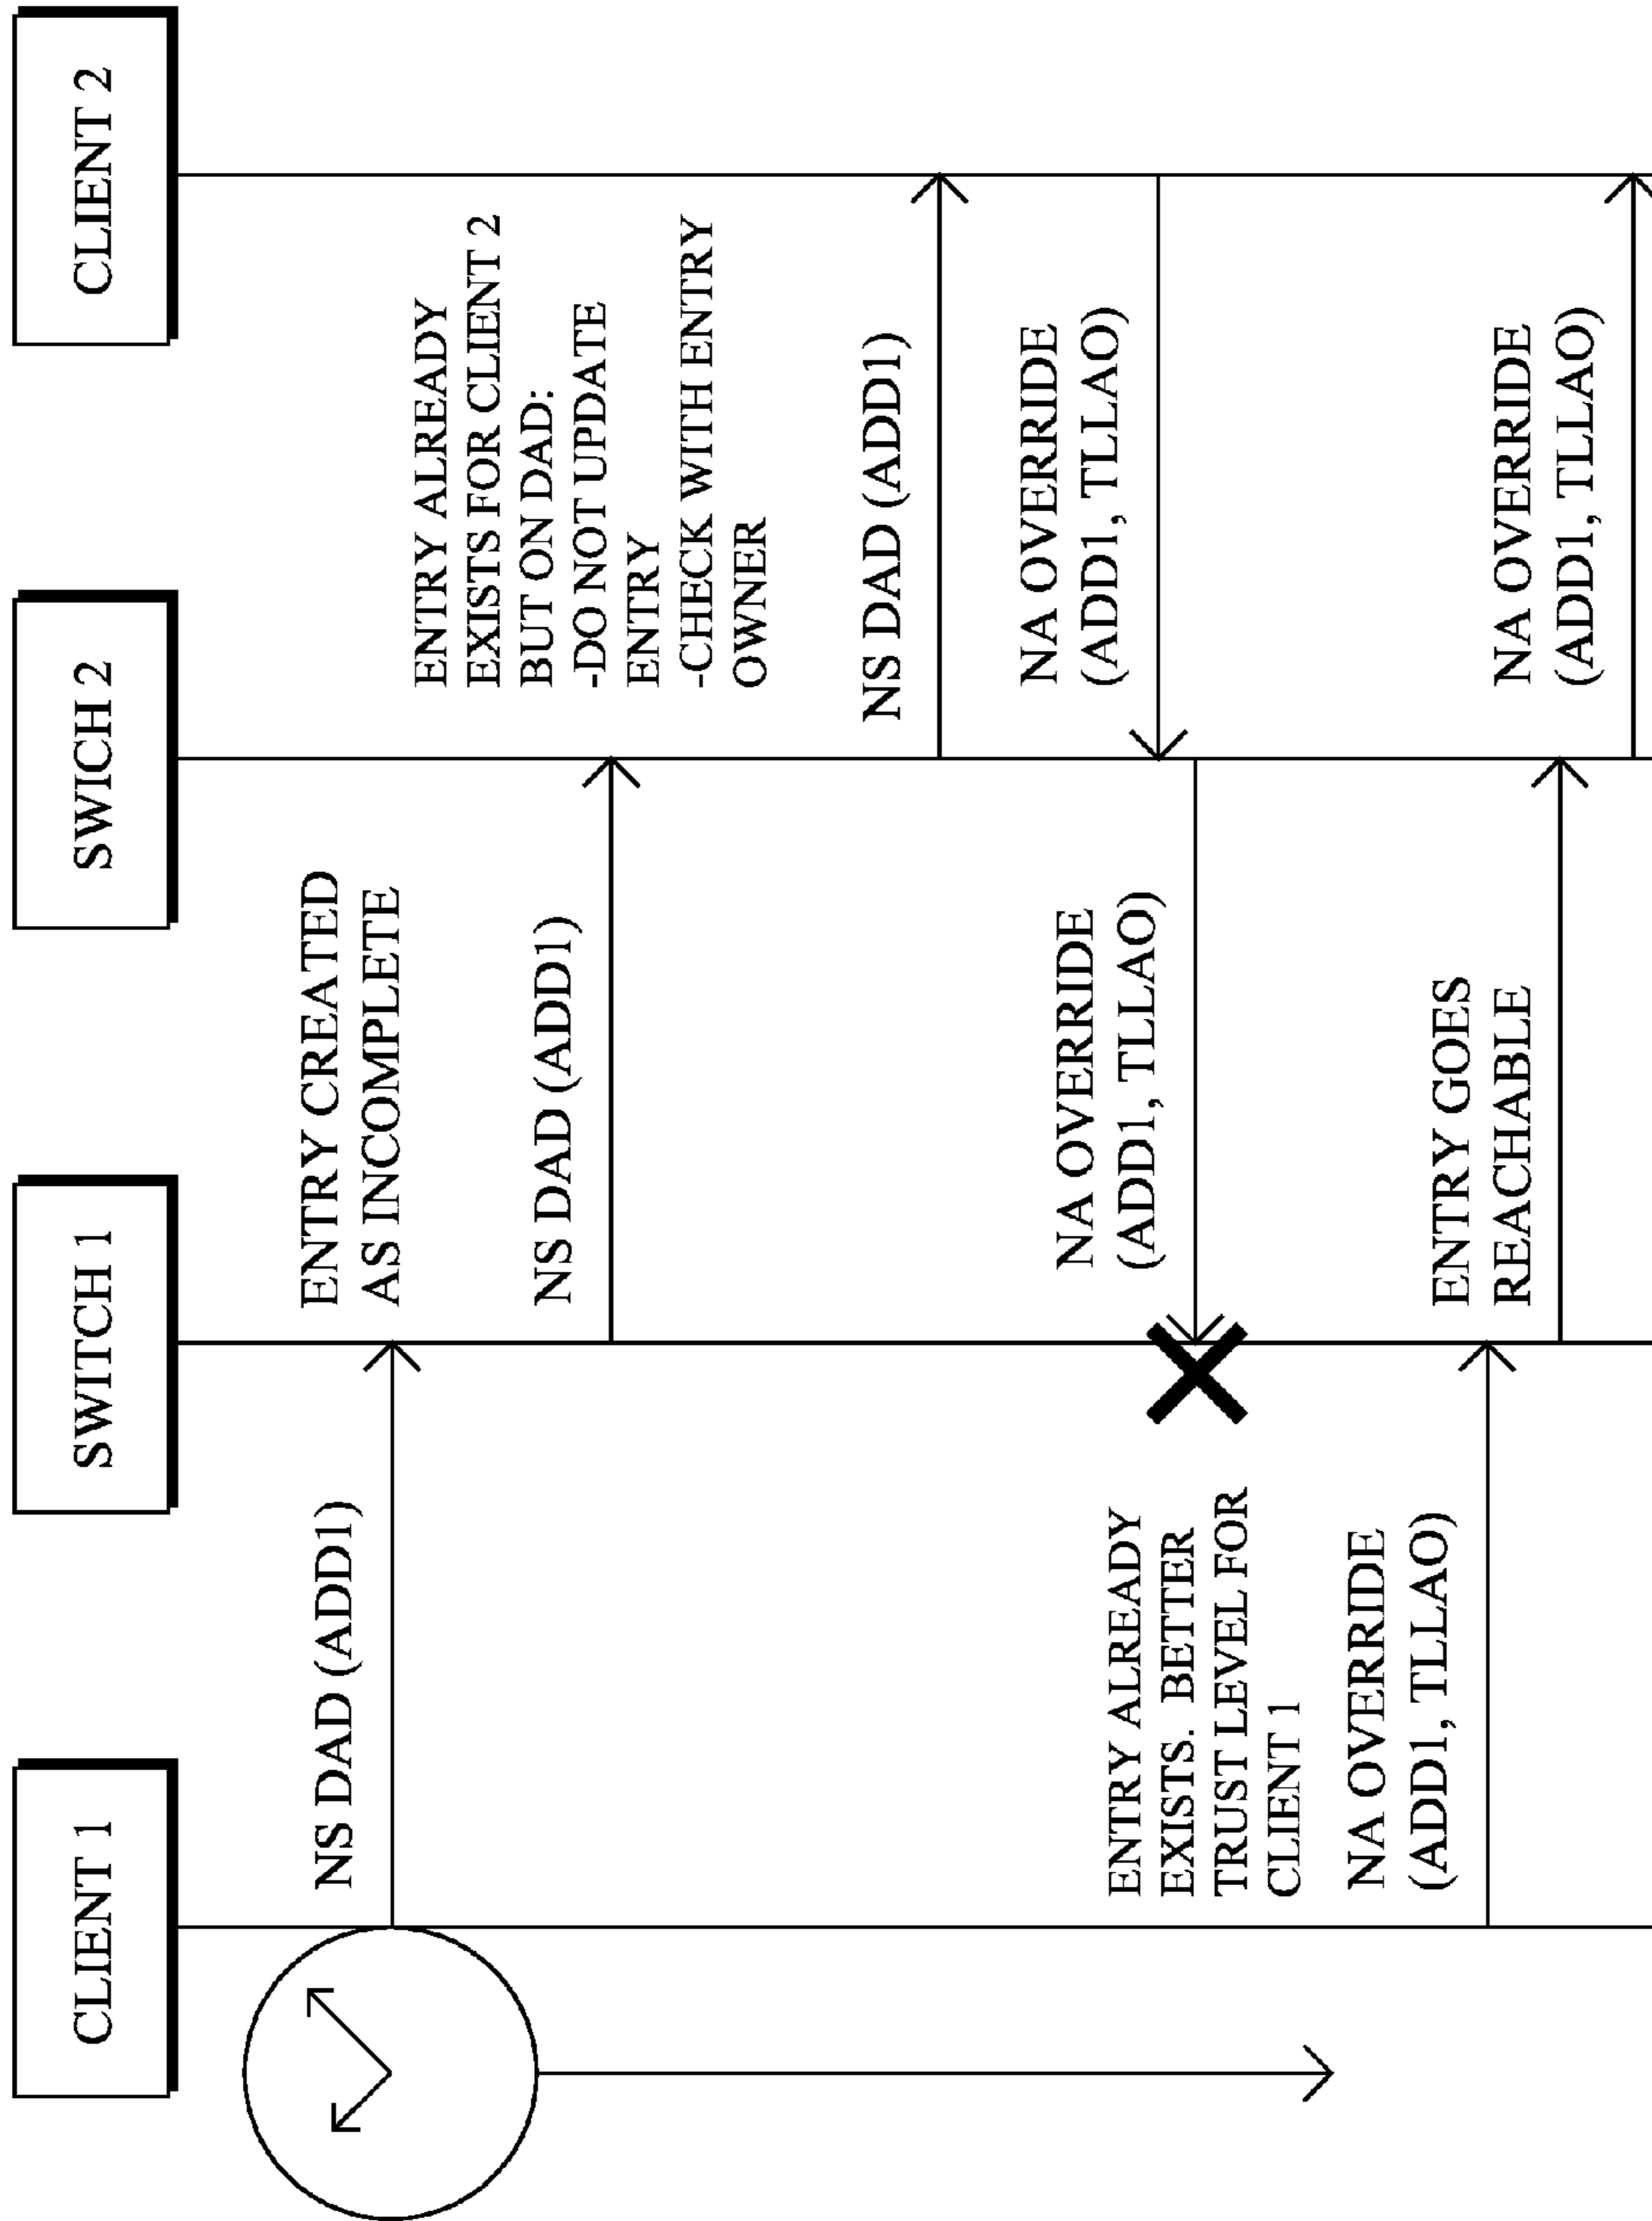 CLIENT 1
SWITCH 1
SWICH 2
CLIENT 2
NS DAD (ADD1)
ENTRY CREATED
AS INCOMPLETE
NS DAD (ADD1)
ENTRY ALREADY
EXISTS FOR CLIENT 2
BUT ON DAD:
-DO NOT UPDATE
ENTRY
-CHECK WITH ENTRY
OWNER
NS DAD (ADD1)
NA OVERRIDE
(ADD1, TLLAO)
NA OVERRIDE
(ADD1, TLLAO)
ENTRY ALREADY
EXISTS. BETTER
TRUST LEVEL FOR
CLIENT 1
NA OVERRIDE
(ADD1, TLLAO)
ENTRY GOES
REACHABLE
NA OVERRIDE
(ADD1, TLLAO)